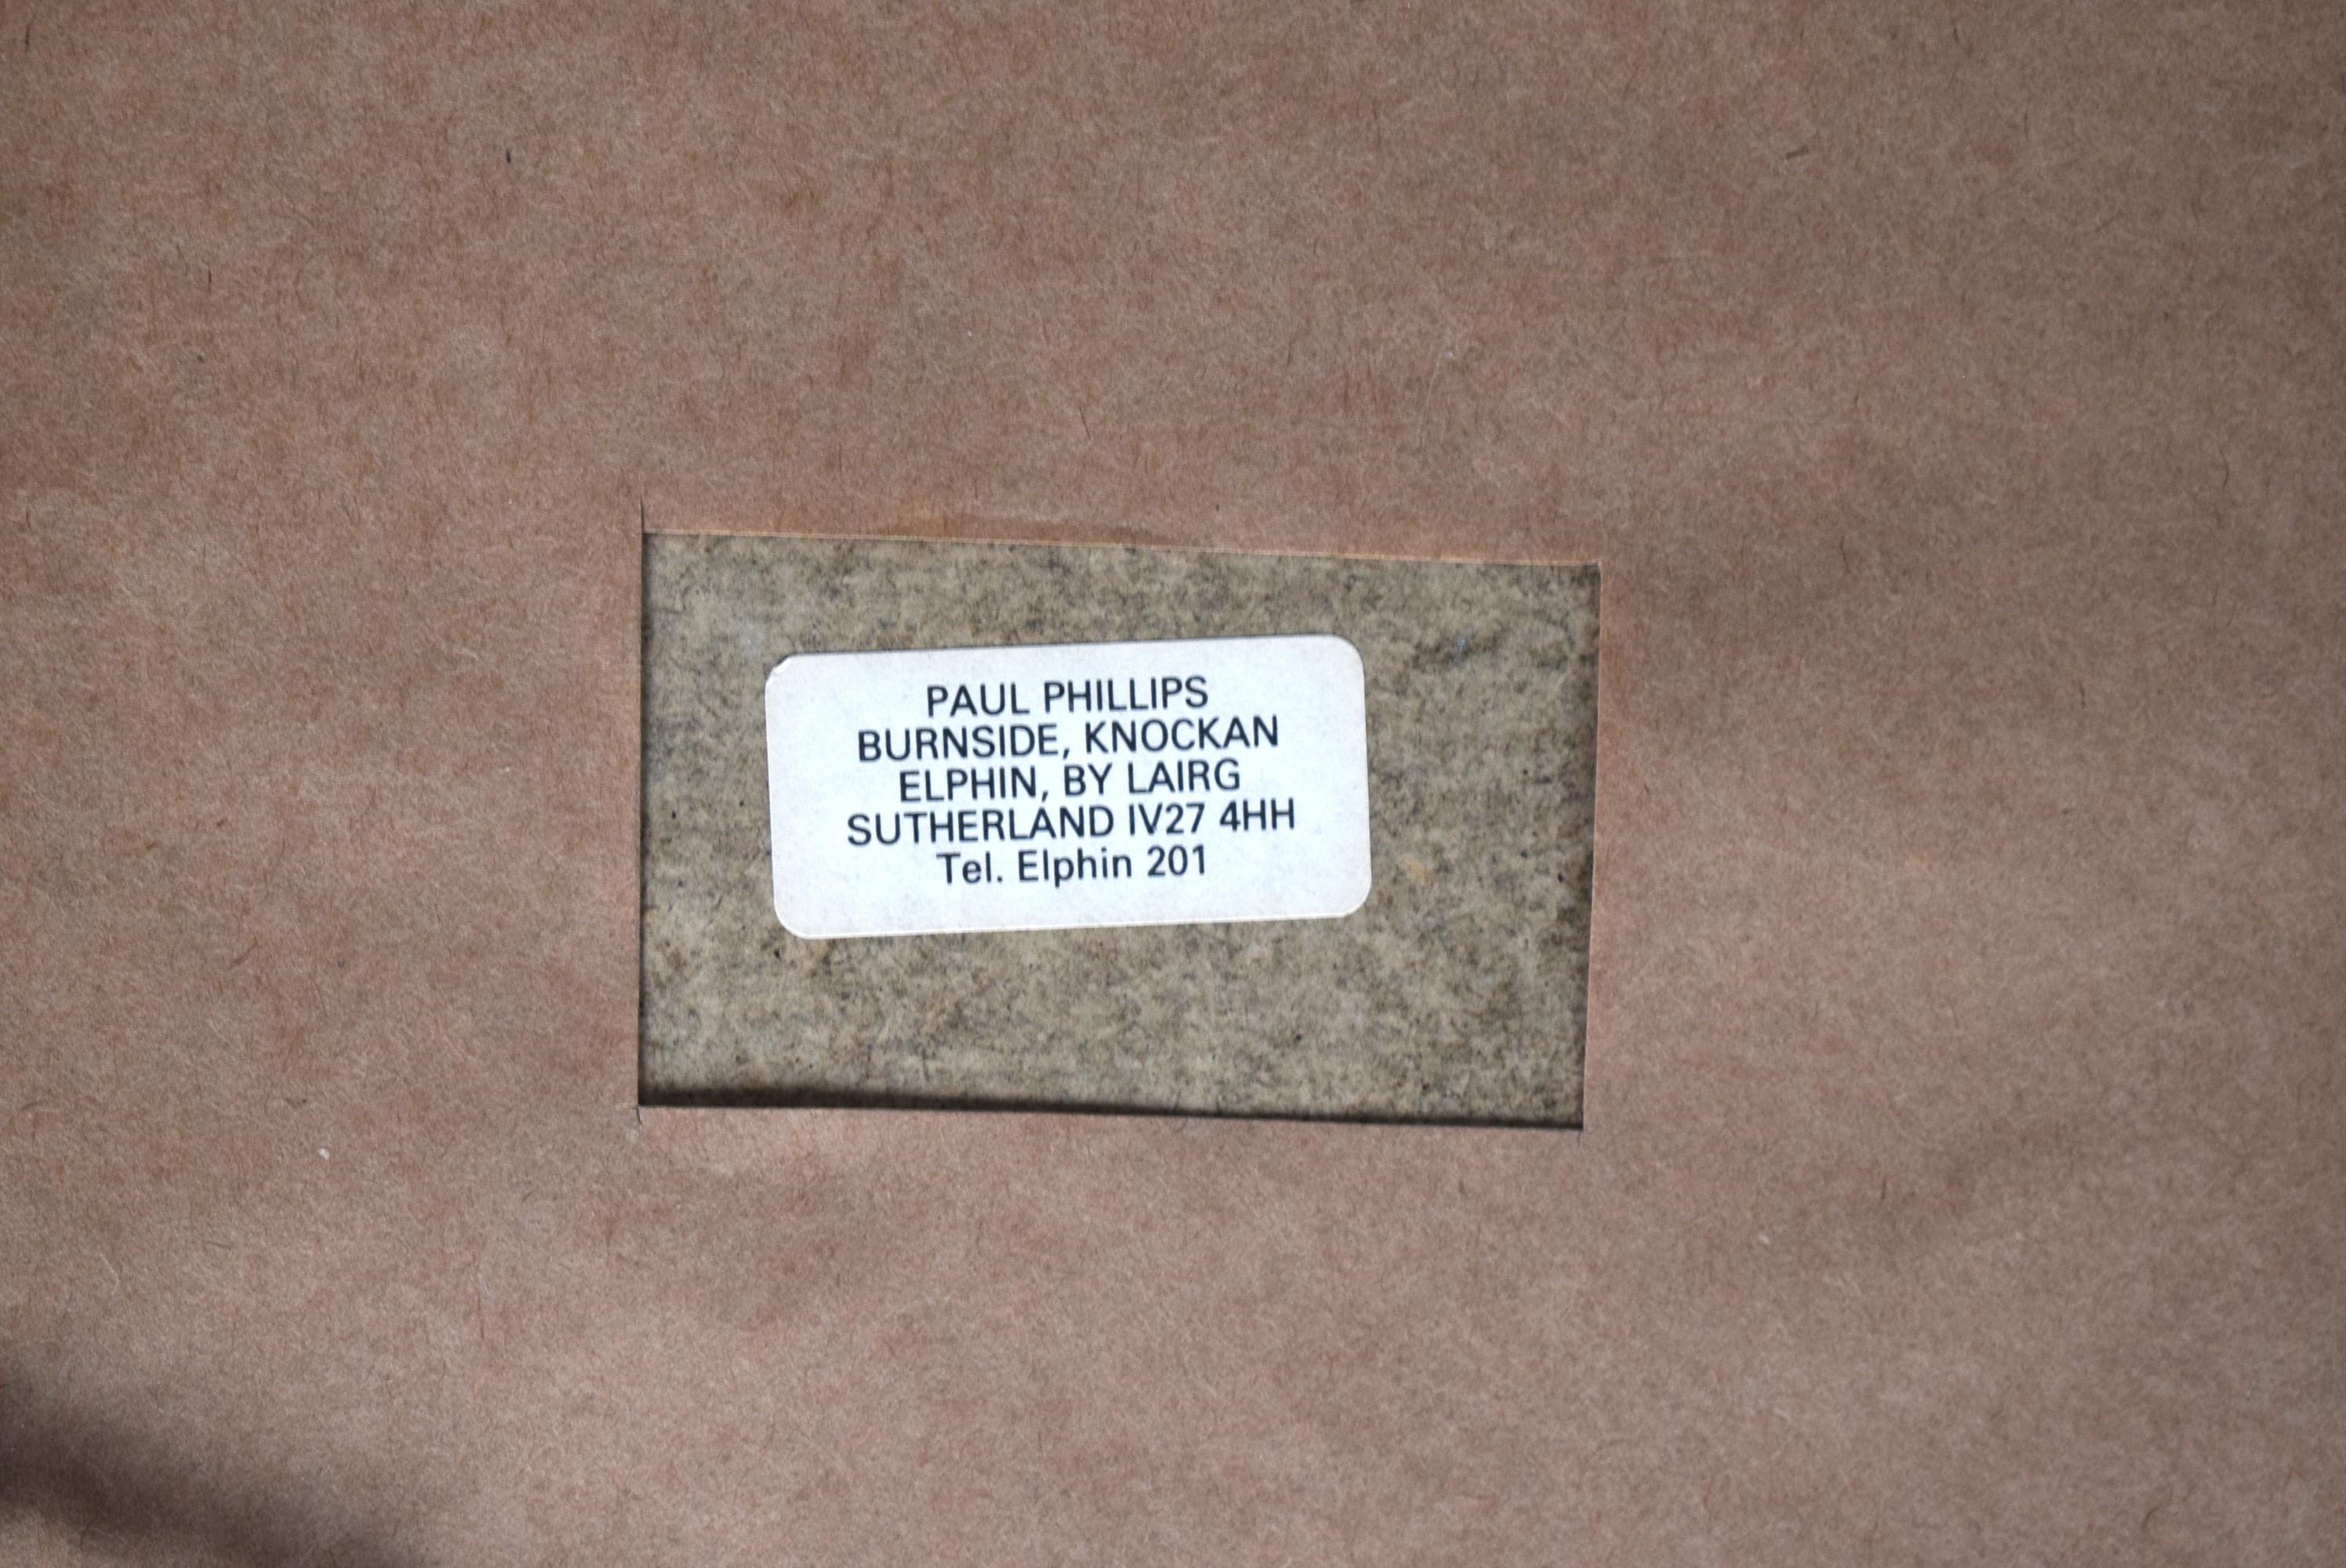 PAUL PHILLIPS
BURNSIDE, KNOCKAN
ELPHIN, BY LAIRG
SUTHERLAND IV27 4HH
Tel. Elphin 201